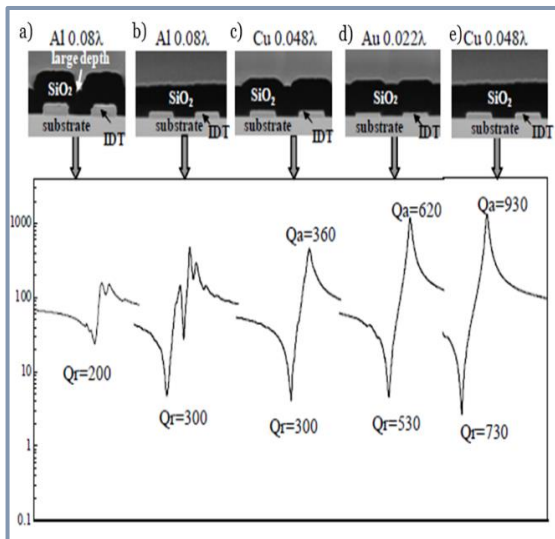 a) Al 0.08λ b) Al 0.08λ c) Cu 0.048λ d) Au 0.022λ e) Cu 0.048λ
large depth
SiO₂ SiO₂ SiO₂ SiO₂ SiO₂
substrate substrate substrate substrate substrate
IDT IDT IDT IDT IDT
1000
Qa=360 Qa=620 Qa=930
100
Qr=200
10
Qr=300 Qr=300 Qr=530 Qr=730
1
0.1